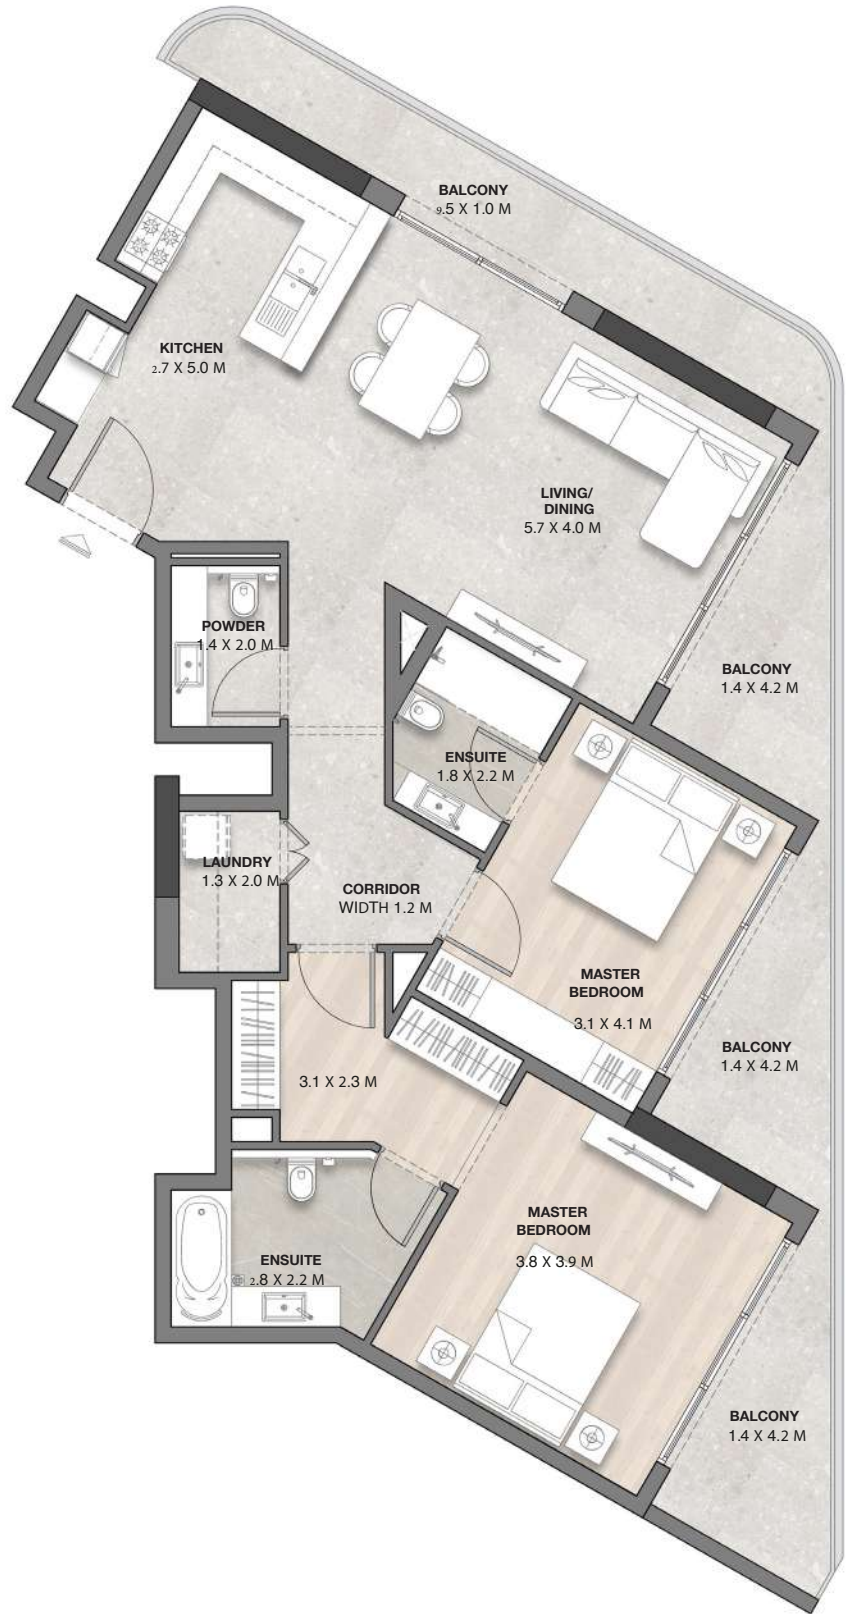 BALCONY
9.5 X 1.0 M
KITCHEN
2.7 X 5.0 M
LIVING/
DINING
5.7 X 4.0 M
POWDER
1.4 X 2.0 M
BALCONY
1.4 X 4.2 M
ENSUITE
1.8 X 2.2 M
LAUNDRY
1.3 X 2.0 M
CORRIDOR
WIDTH 1.2 M
MASTER
BEDROOM
3.1 X 4.1 M
BALCONY
1.4 X 4.2 M
3.1 X 2.3 M
MASTER
BEDROOM
3.8 X 3.9 M
ENSUITE
2.8 X 2.2 M
BALCONY
1.4 X 4.2 M